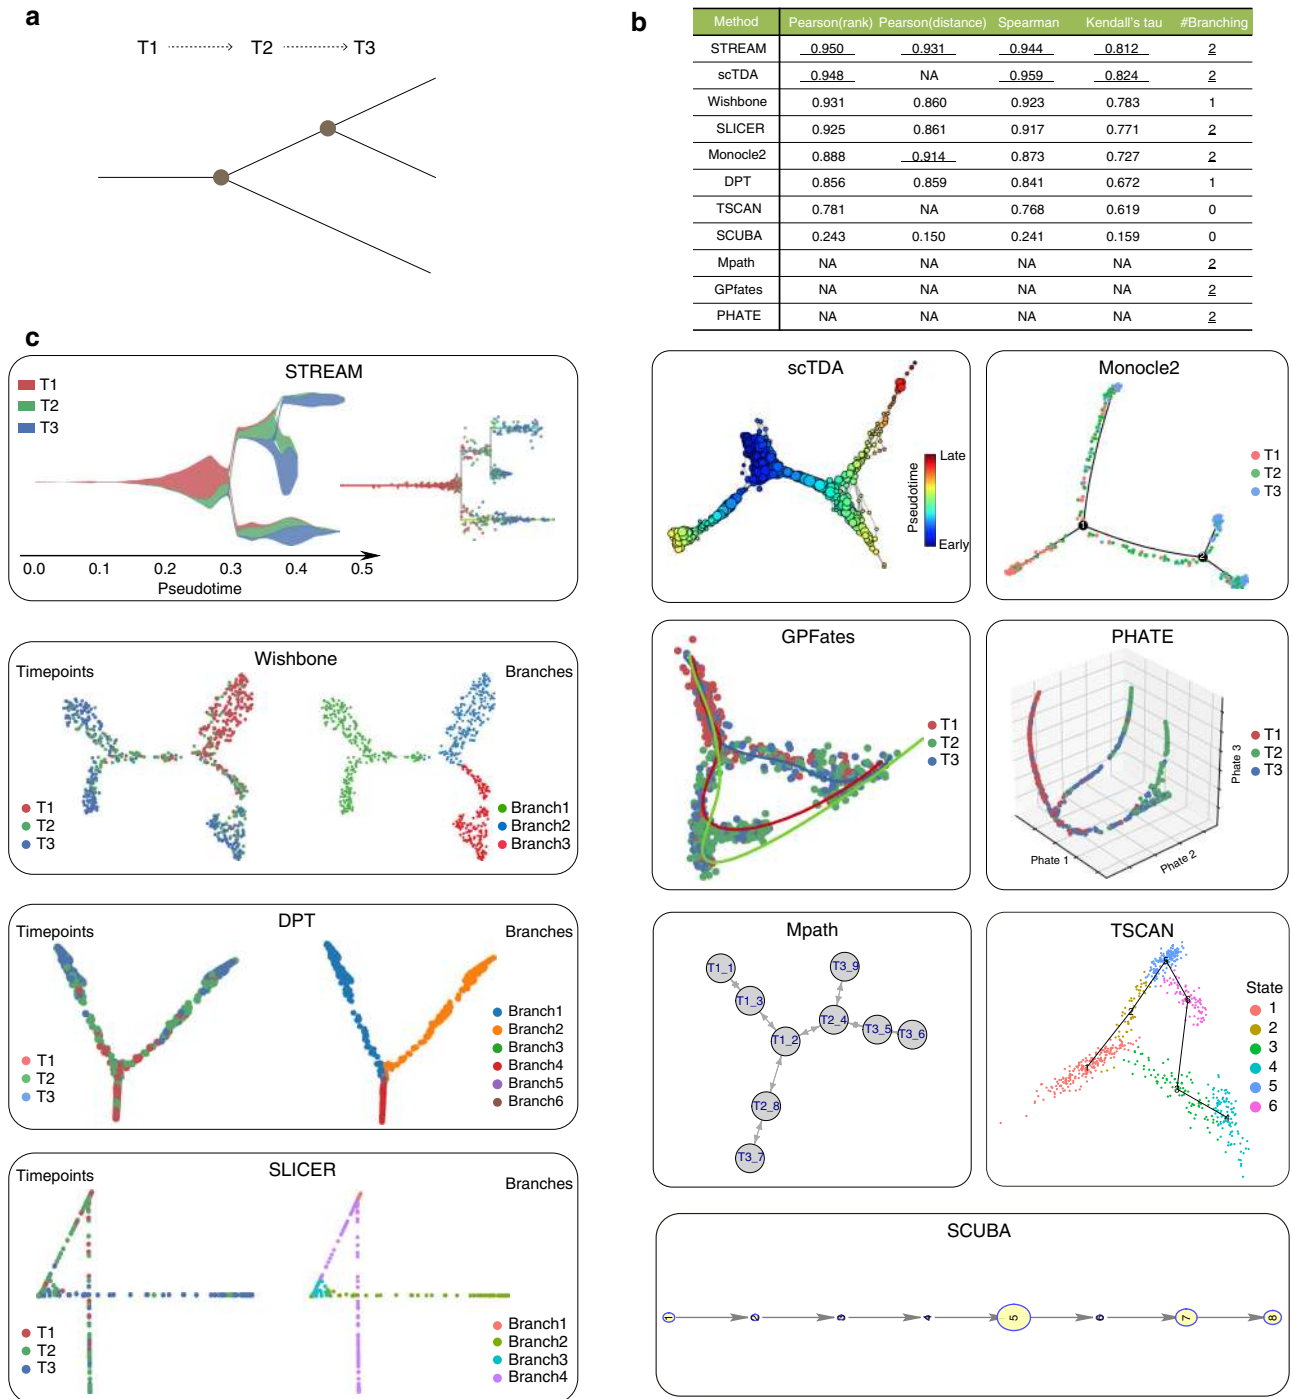 a
T1 T2 T3
b
Method Pearson(rank) Pearson(distance) Spearman Kendall's tau #Branching
STREAM 0.950 0.931 0.944 0.812 2
scTDA 0.948 NA 0.959 0.824 2
Wishbone 0.931 0.860 0.923 0.783 1
SLICER 0.925 0.861 0.917 0.771 2
Monocle2 0.888 0.914 0.873 0.727 2
DPT 0.856 0.859 0.841 0.672 1
TSCAN 0.781 NA 0.768 0.619 0
SCUBA 0.243 0.150 0.241 0.159 0
Mpath NA NA NA NA 2
GPfates NA NA NA NA 2
PHATE NA NA NA NA 2
c
STREAM
T1
T2
T3
0.0 0.1 0.2 0.3 0.4 0.5
Pseudotime
scTDA
Late
Pseudotime
Early
Monocle2
T1
T2
T3
1
2
Wishbone
Timepoints
Branches
T1
T2
T3
Branch1
Branch2
Branch3
GPFates
T1
T2
T3
PHATE
T1
T2
T3
Phate 3
Phate 1
Phate 2
DPT
Timepoints
Branches
T1
T2
T3
Branch1
Branch2
Branch3
Branch4
Branch5
Branch6
Mpath
T1_1
T3_9
T1_3
T2_4
T3_5
T3_6
T1_2
T2_8
T3_7
TSCAN
State
1
2
3
4
5
6
5
2
6
1
3
4
SLICER
Timepoints
Branches
T1
T2
T3
Branch1
Branch2
Branch3
Branch4
SCUBA
1 2 3 4 5 6 7 8